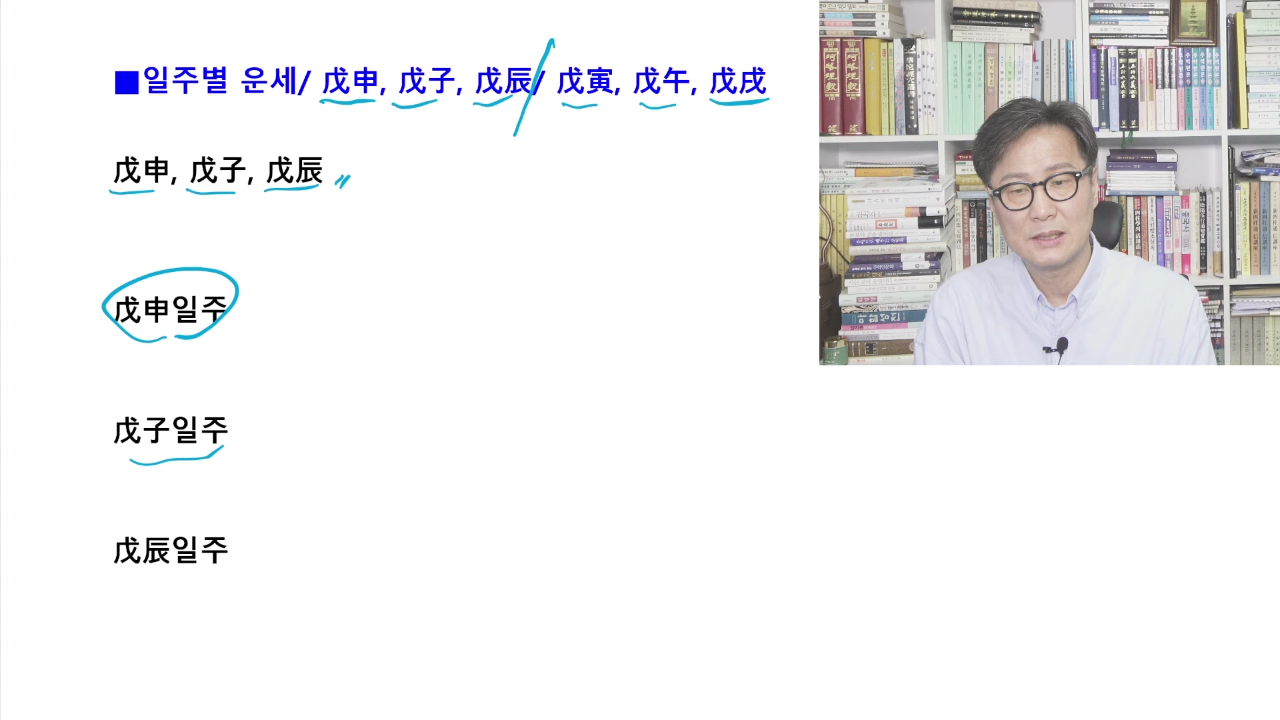 ■일주별 운세/ 戊申, 戊子, 戊辰/ 戊寅, 戊午, 戊戌
戊申, 戊子, 戊辰
戊申일주
戊子일주
戊辰일주